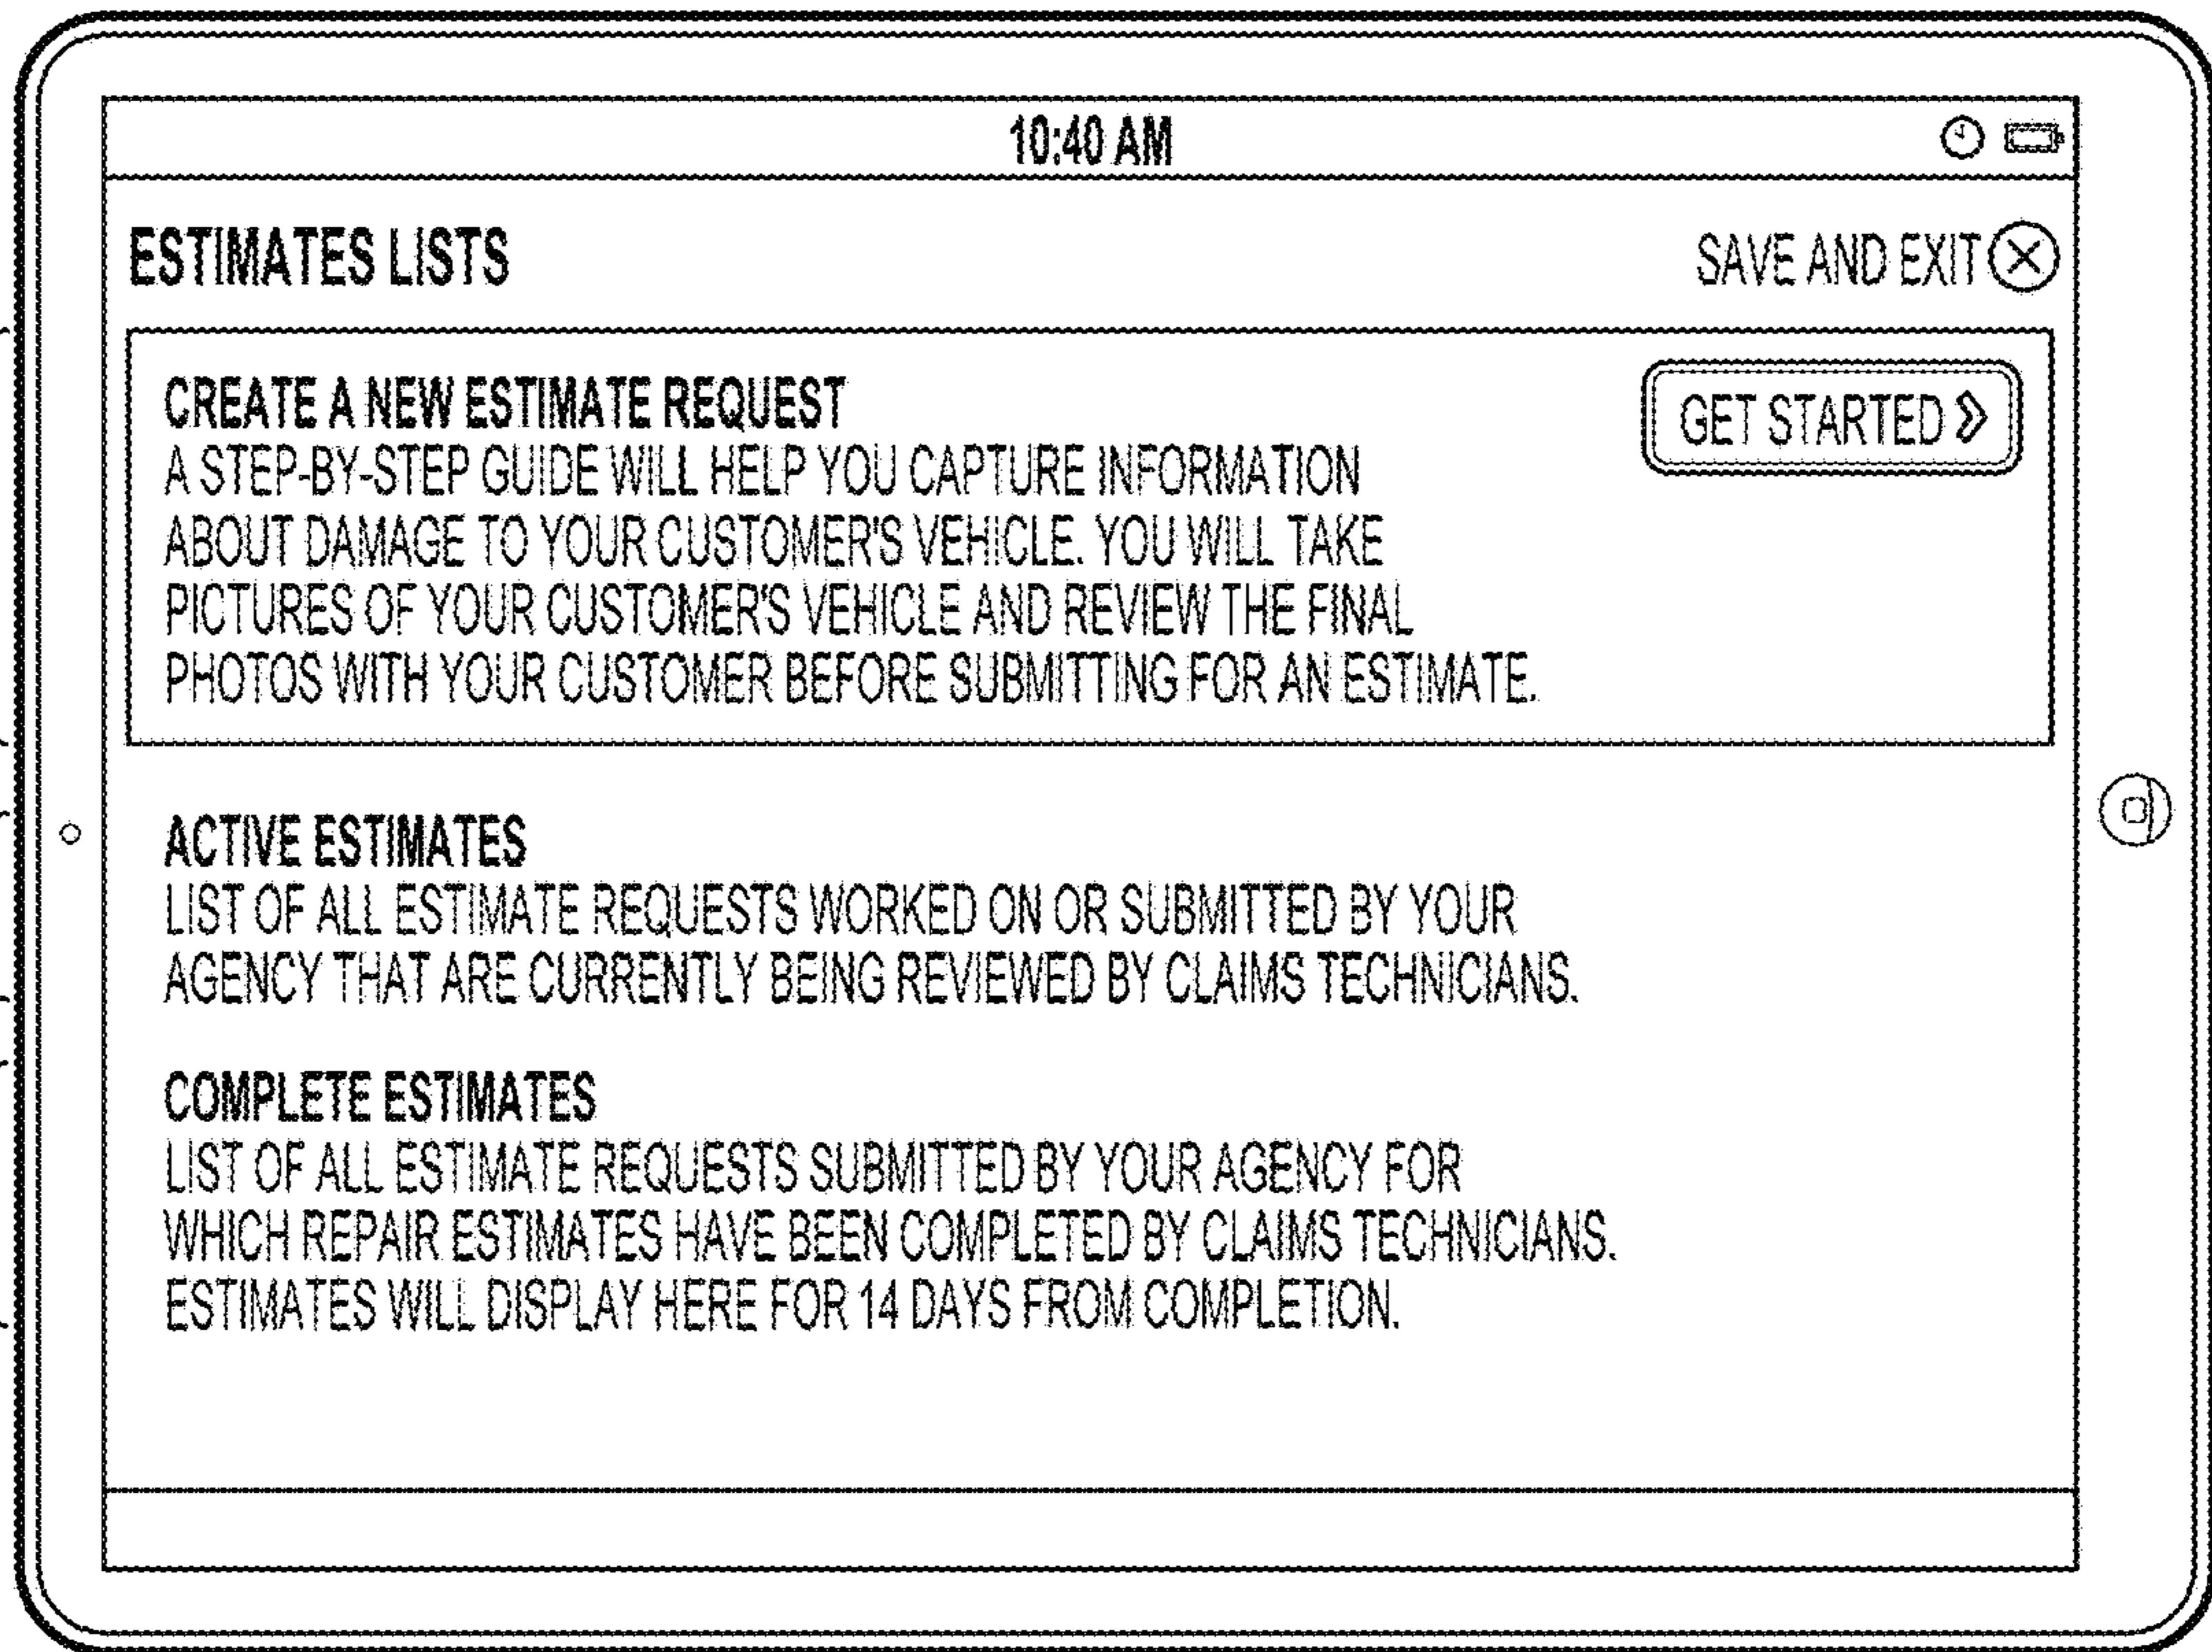 10:40 AM
ESTIMATES LISTS
SAVE AND EXIT
CREATE A NEW ESTIMATE REQUEST
GET STARTED
A STEP-BY-STEP GUIDE WILL HELP YOU CAPTURE INFORMATION
ABOUT DAMAGE TO YOUR CUSTOMER'S VEHICLE. YOU WILL TAKE
PICTURES OF YOUR CUSTOMER'S VEHICLE AND REVIEW THE FINAL
PHOTOS WITH YOUR CUSTOMER BEFORE SUBMITTING FOR AN ESTIMATE.
ACTIVE ESTIMATES
LIST OF ALL ESTIMATE REQUESTS WORKED ON OR SUBMITTED BY YOUR
AGENCY THAT ARE CURRENTLY BEING REVIEWED BY CLAIMS TECHNICIANS.
COMPLETE ESTIMATES
LIST OF ALL ESTIMATE REQUESTS SUBMITTED BY YOUR AGENCY FOR
WHICH REPAIR ESTIMATES HAVE BEEN COMPLETED BY CLAIMS TECHNICIANS.
ESTIMATES WILL DISPLAY HERE FOR 14 DAYS FROM COMPLETION.